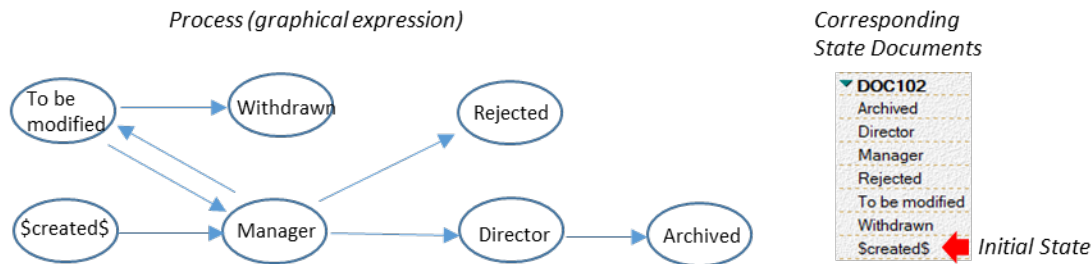 Process (graphical expression)
Corresponding
State Documents
To be
modified
Withdrawn
Rejected
$created$
Manager
Director
Archived
DOC102
Archived
Director
Manager
Rejected
To be modified
Withdrawn
$created$
Initial State